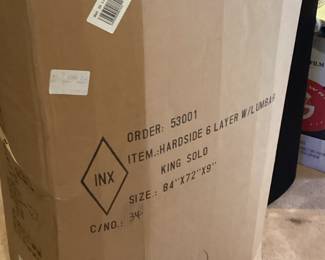 ORDER: 53001
ITEM.:HARDSIDE 6 LAYER W/LUMBAR
KING SOLO
INX
SIZE: 84"X72"X9"
C/NO.: 34